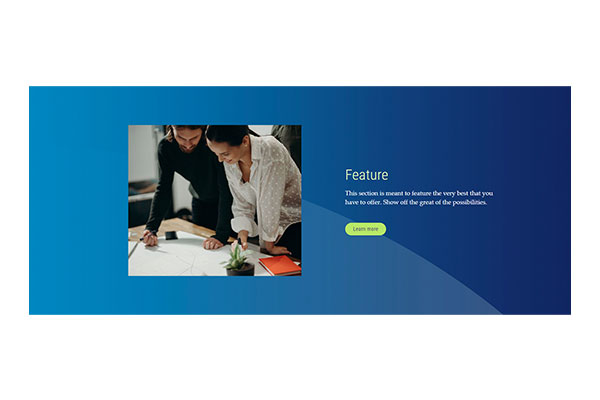 Feature
This section is meant to feature the very best that you
have to offer. Show off the great of the possibilities.
Learn more